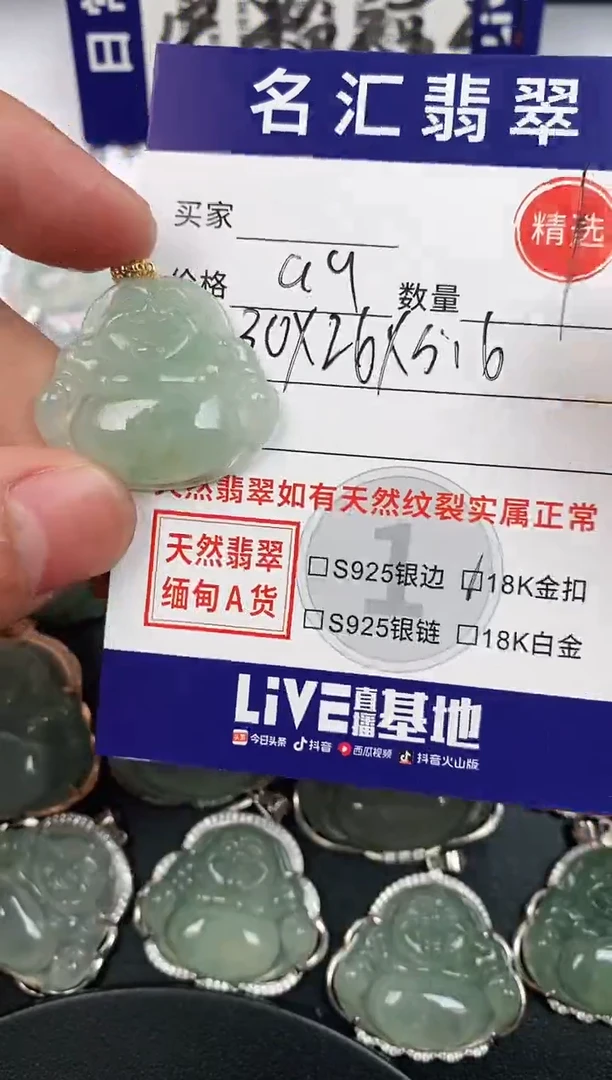 名汇翡翠
买家
精选
价格 a9 数量
30X26X5.6
天然翡翠如有天然纹裂实属正常
天然翡翠
缅甸A货
1
S925银边 18K金扣
S925银链 18K白金
LiVE直播基地
今日头条 抖音 西瓜视频 抖音火山版